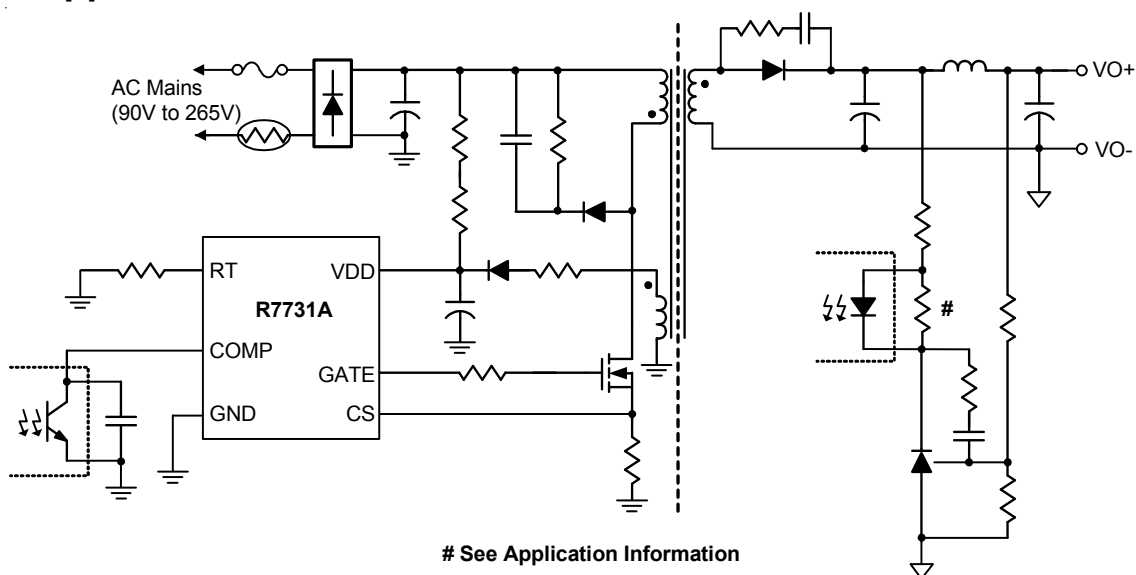 AC Mains
(90V to 265V)
VO+
VO-
RT
VDD
R7731A
COMP
GATE
GND
CS
#
# See Application Information